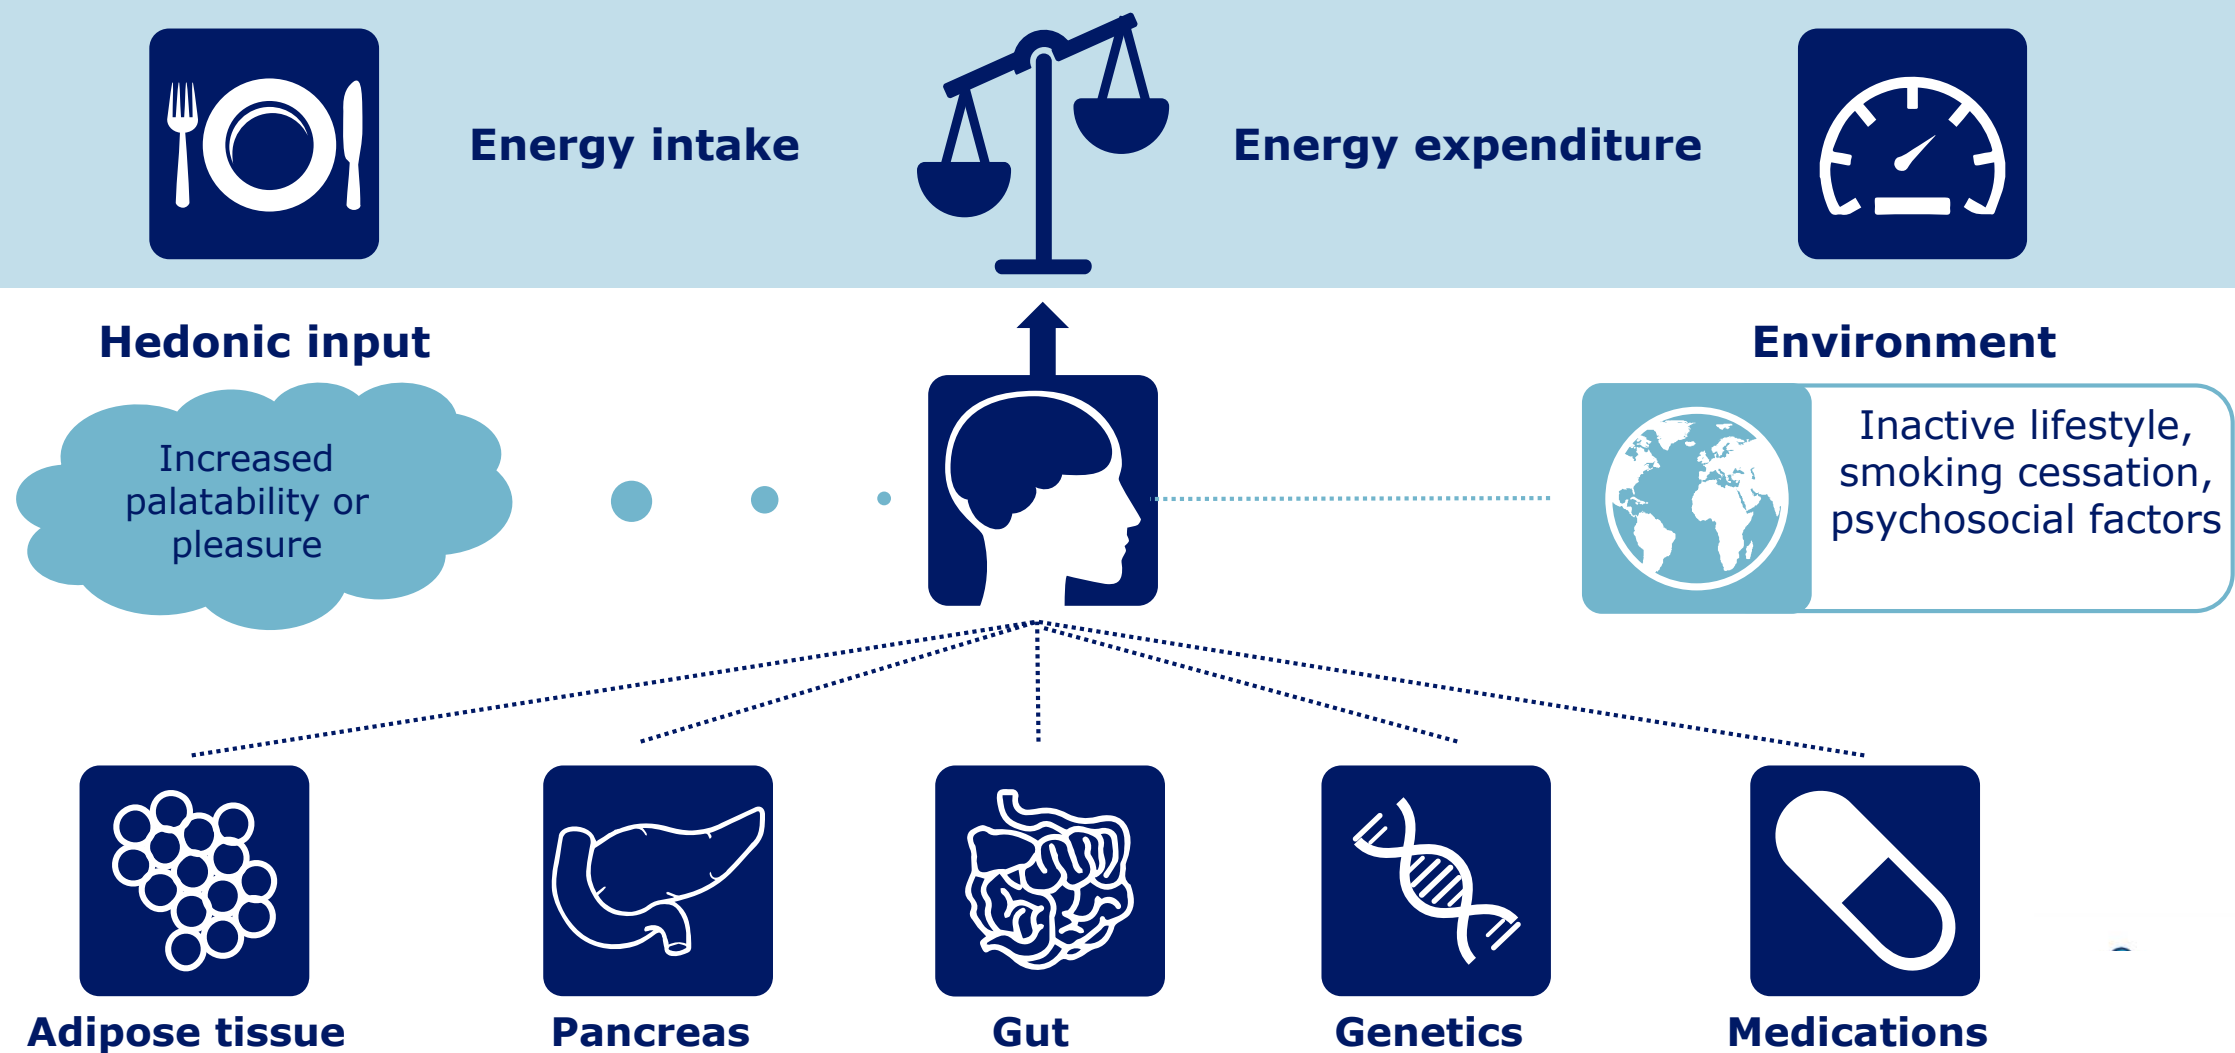 Energy intake
Energy expenditure
Hedonic input
Increased
palatability or
pleasure
Environment
Inactive lifestyle,
smoking cessation,
psychosocial factors
Adipose tissue
Pancreas
Gut
Genetics
Medications